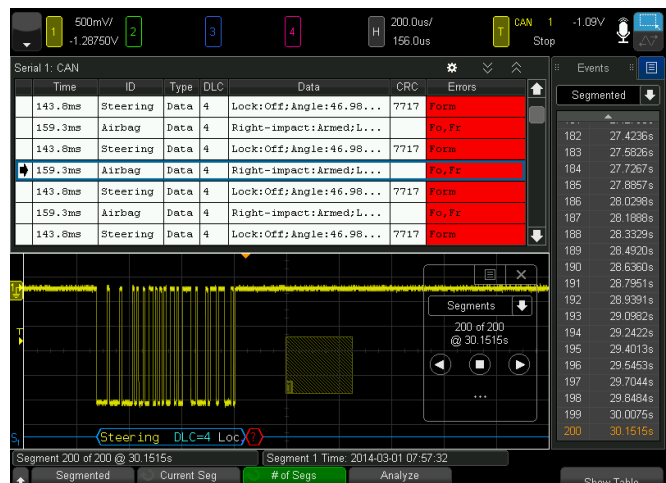 1 500mV/ -1.28750V 2 3 4 H 200.0us/ 156.0us T CAN 1 -1.09V Stop
Serial 1: CAN
Time ID Type DLC Data CRC Errors
143.8ms Steering Data 4 Lock:Off;Angle:46.98... 7717 Form
159.3ms Airbag Data 4 Right-impact:Armed;L... Fo,Fr
143.8ms Steering Data 4 Lock:Off;Angle:46.98... 7717 Form
159.3ms Airbag Data 4 Right-impact:Armed;L... Fo,Fr
143.8ms Steering Data 4 Lock:Off;Angle:46.98... 7717 Form
159.3ms Airbag Data 4 Right-impact:Armed;L... Fo,Fr
143.8ms Steering Data 4 Lock:Off;Angle:46.98... 7717 Form
Events
Segmented
182 27.4236s
183 27.5826s
184 27.7267s
185 27.8857s
186 28.0298s
187 28.1888s
188 28.3329s
189 28.4920s
190 28.6360s
191 28.7951s
192 28.9391s
193 29.0982s
194 29.2422s
195 29.4013s
196 29.5453s
197 29.7044s
198 29.8484s
199 30.0075s
200 30.1515s
Segments
200 of 200
@ 30.1515s
...
T
S1 Steering DLC=4 Loc ?
Segment 200 of 200 @ 30.1515s
Segment 1 Time: 2014-03-01 07:57:32
Segmented Current Seg # of Segs Analyze Show Table